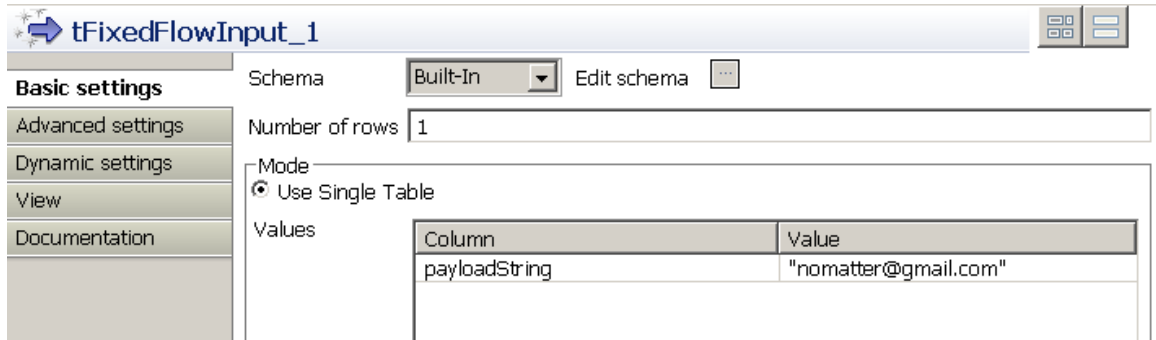 tFixedFlowInput_1
Basic settings
Advanced settings
Dynamic settings
View
Documentation
Schema Built-In Edit schema ...
Number of rows 1
Mode
Use Single Table
Values
Column Value
payloadString "nomatter@gmail.com"